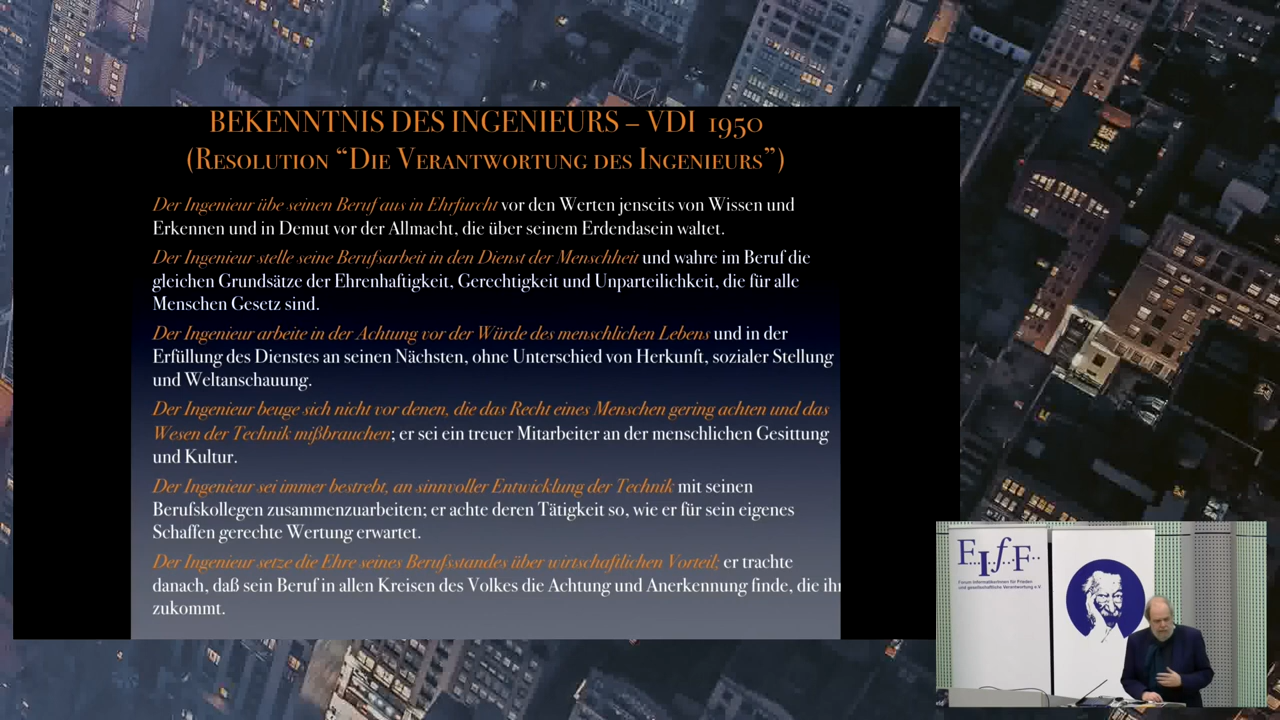 BEKENNTNIS DES INGENIEURS – VDI 1950
(Resolution “Die Verantwortung des Ingenieurs”)
Der Ingenieur übe seinen Beruf aus in Ehrfurcht vor den Werten jenseits von Wissen und
Erkennen und in Demut vor der Allmacht, die über seinem Erdendasein waltet.
Der Ingenieur stelle seine Berufsarbeit in den Dienst der Menschheit und wahre im Beruf die
gleichen Grundsätze der Ehrenhaftigkeit, Gerechtigkeit und Unparteilichkeit, die für alle
Menschen Gesetz sind.
Der Ingenieur arbeite in der Achtung vor der Würde des menschlichen Lebens und in der
Erfüllung des Dienstes an seinen Nächsten, ohne Unterschied von Herkunft, sozialer Stellung
und Weltanschauung.
Der Ingenieur beuge sich nicht vor denen, die das Recht eines Menschen gering achten und das
Wesen der Technik mißbrauchen; er sei ein treuer Mitarbeiter an der menschlichen Gesittung
und Kultur.
Der Ingenieur sei immer bestrebt, an sinnvoller Entwicklung der Technik mit seinen
Berufskollegen zusammenzuarbeiten; er achte deren Tätigkeit so, wie er für sein eigenes
Schaffen gerechte Wertung erwartet.
Der Ingenieur setze die Ehre seines Berufsstandes über wirtschaftlichen Vorteil; er trachte
danach, daß sein Beruf in allen Kreisen des Volkes die Achtung und Anerkennung finde, die ihr
zukommt.
F..I..f..F..
Forum InformatikerInnen für Frieden
und gesellschaftliche Verantwortung e.V.